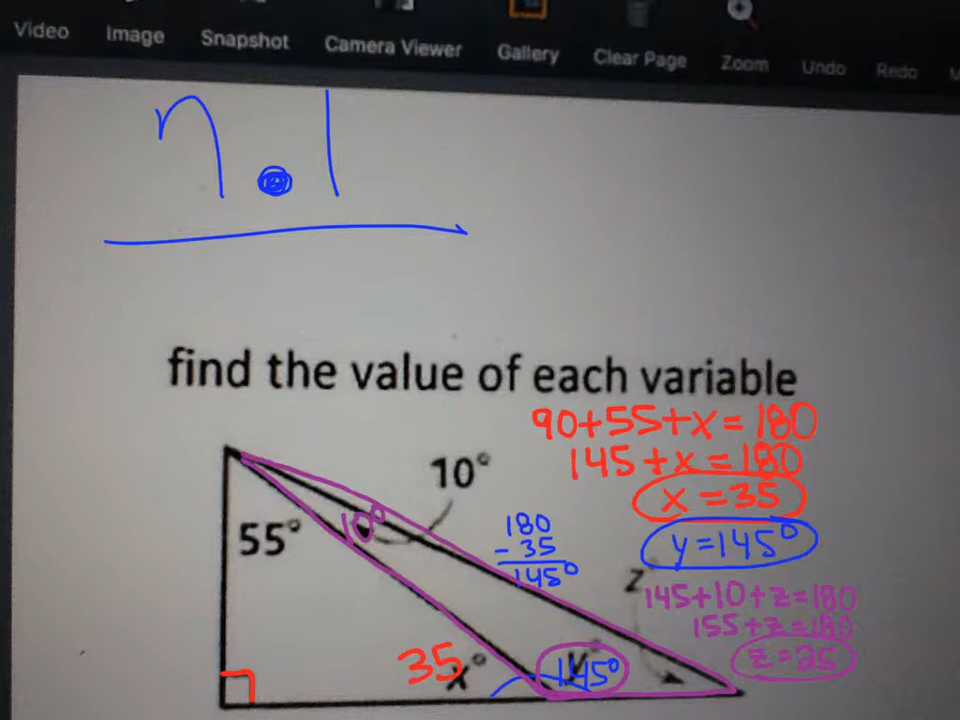 Video Image Snapshot Camera Viewer Gallery Clear Page Zoom Undo Redo
n.1
find the value of each variable
90+55+x=180
145+x=180
x=35
10°
55°
10°
180
-35
145°
y=145°
z
145+10+z=180
155+z=180
z=25
35
x°
y°
145°